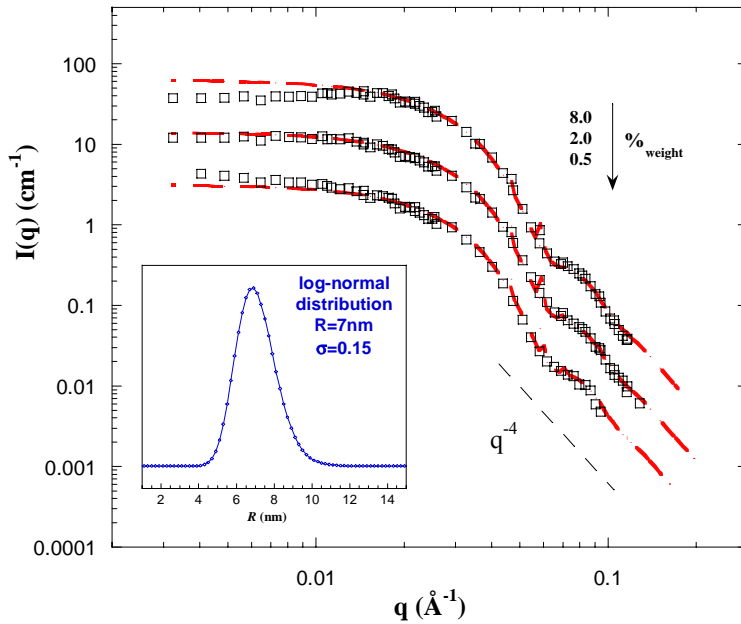 100
10
1
0.1
0.01
0.001
0.0001
I(q) (cm⁻¹)
8.0
2.0
0.5
%weight
log-normal
distribution
R=7nm
σ=0.15
2 4 6 8 10 12 14
R (nm)
q⁻⁴
0.01 0.1
q (Å⁻¹)